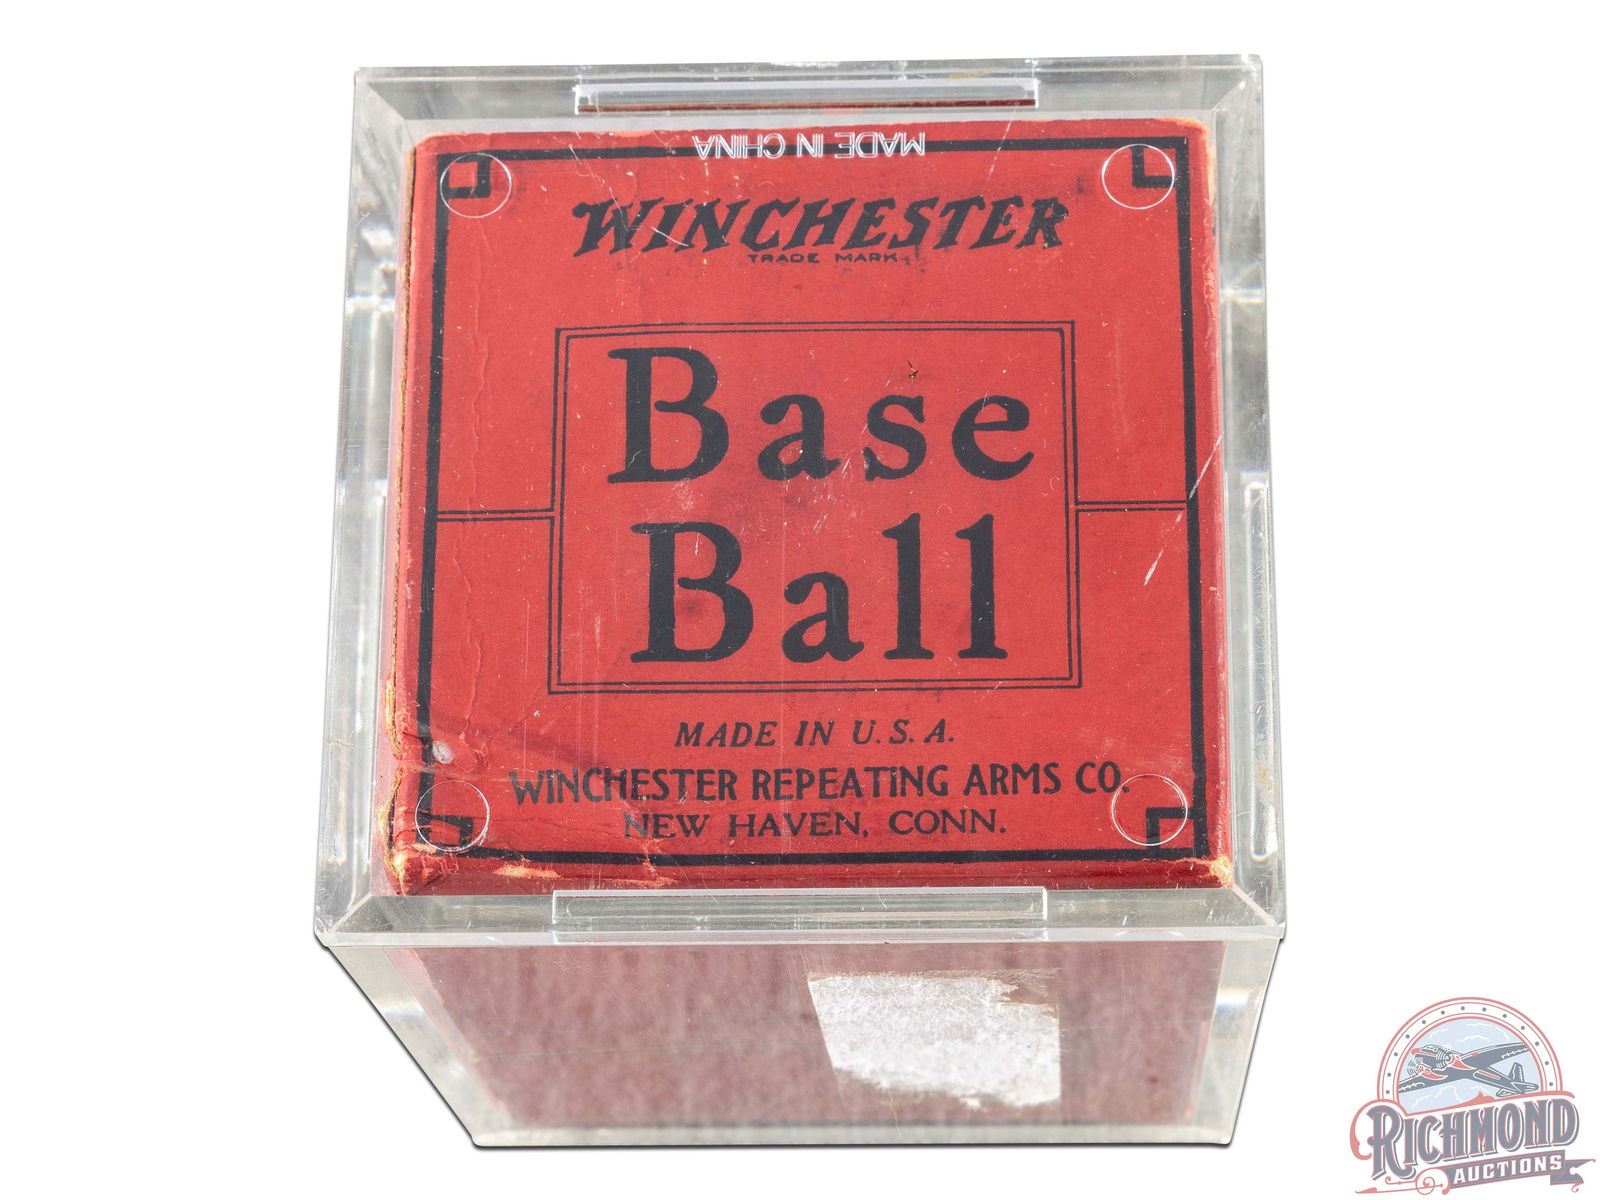 MADE IN CHINA
WINCHESTER
TRADE MARK
Base
Ball
MADE IN U.S.A.
WINCHESTER REPEATING ARMS CO.
NEW HAVEN, CONN.
RICHMOND
AUCTIONS